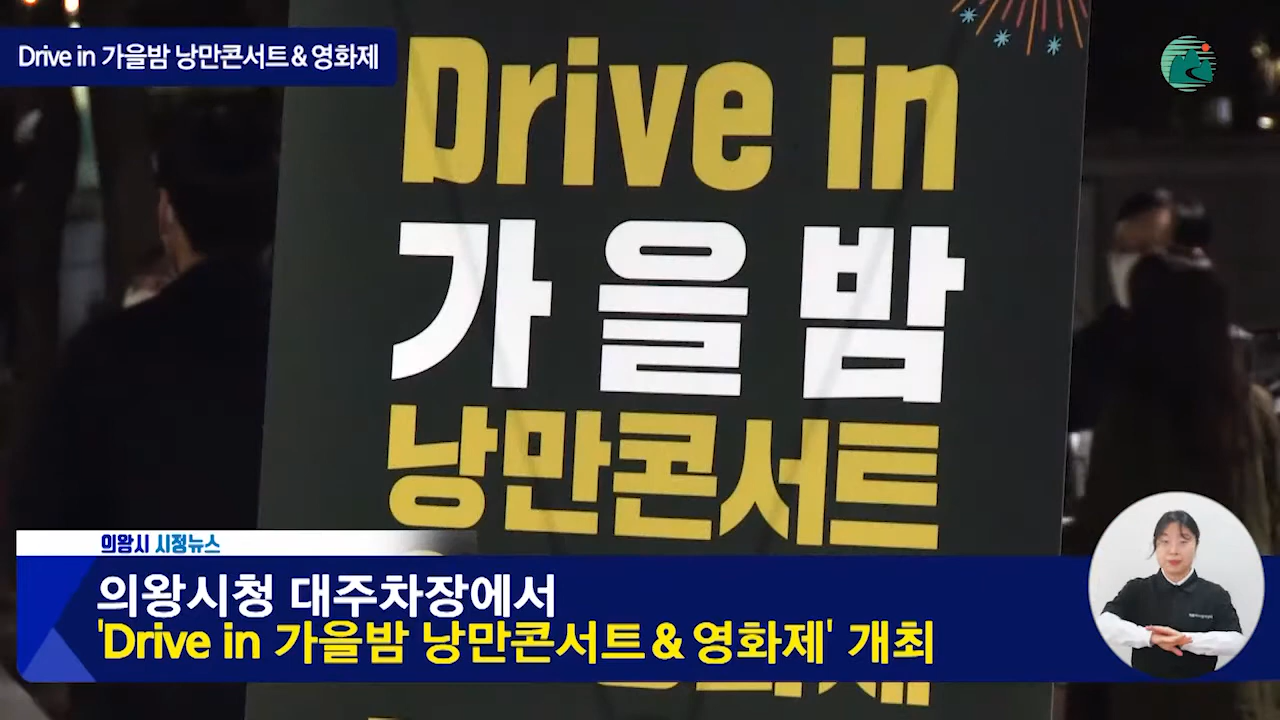 Drive in 가을밤 낭만콘서트 & 영화제
Drive in
가을밤
낭만콘서트
의왕시 시정뉴스
의왕시청 대주차장에서
'Drive in 가을밤 낭만콘서트 & 영화제' 개최